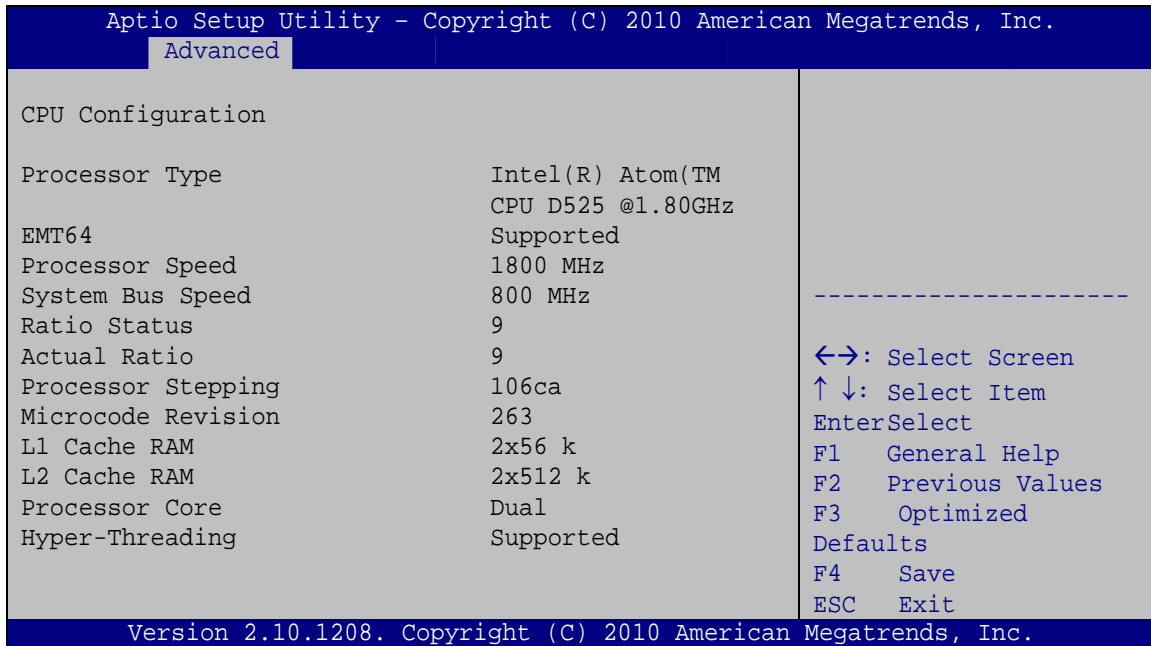 Aptio Setup Utility – Copyright (C) 2010 American Megatrends, Inc.
Advanced
CPU Configuration
Processor Type Intel(R) Atom(TM
CPU D525 @1.80GHz
EMT64 Supported
Processor Speed 1800 MHz
System Bus Speed 800 MHz
Ratio Status 9
Actual Ratio 9
Processor Stepping 106ca
Microcode Revision 263
L1 Cache RAM 2x56 k
L2 Cache RAM 2x512 k
Processor Core Dual
Hyper-Threading Supported
----------------------
←→: Select Screen
↑ ↓: Select Item
EnterSelect
F1 General Help
F2 Previous Values
F3 Optimized
Defaults
F4 Save
ESC Exit
Version 2.10.1208. Copyright (C) 2010 American Megatrends, Inc.